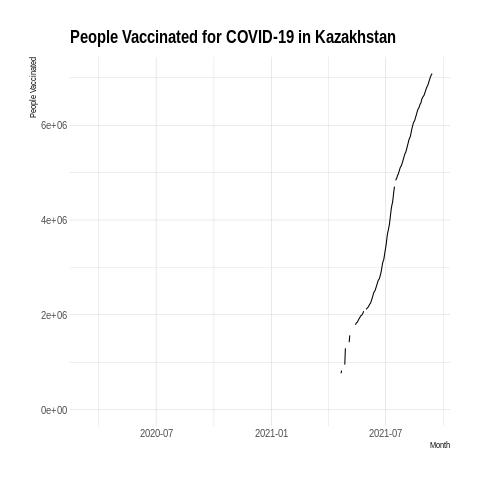 People Vaccinated for COVID-19 in Kazakhstan
People Vaccinated
6e+06
4e+06
2e+06
0e+00
2020-07
2021-01
2021-07
Month